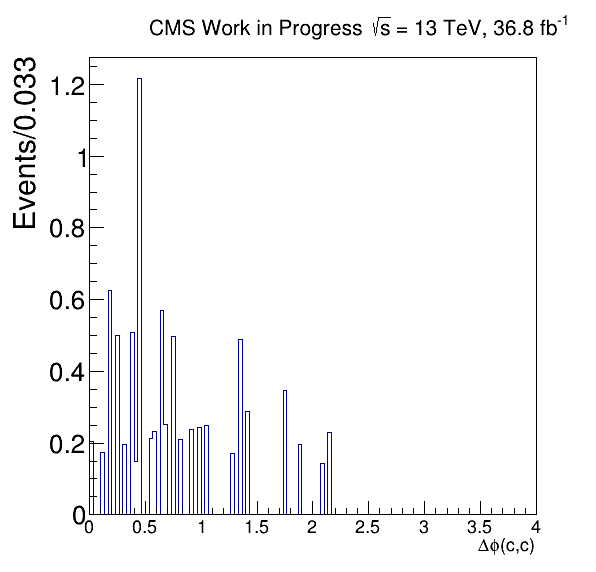 CMS Work in Progress √s = 13 TeV, 36.8 fb⁻¹
Events/0.033
1.2
1
0.8
0.6
0.4
0.2
0
0 0.5 1 1.5 2 2.5 3 3.5 4
Δϕ(c,c)